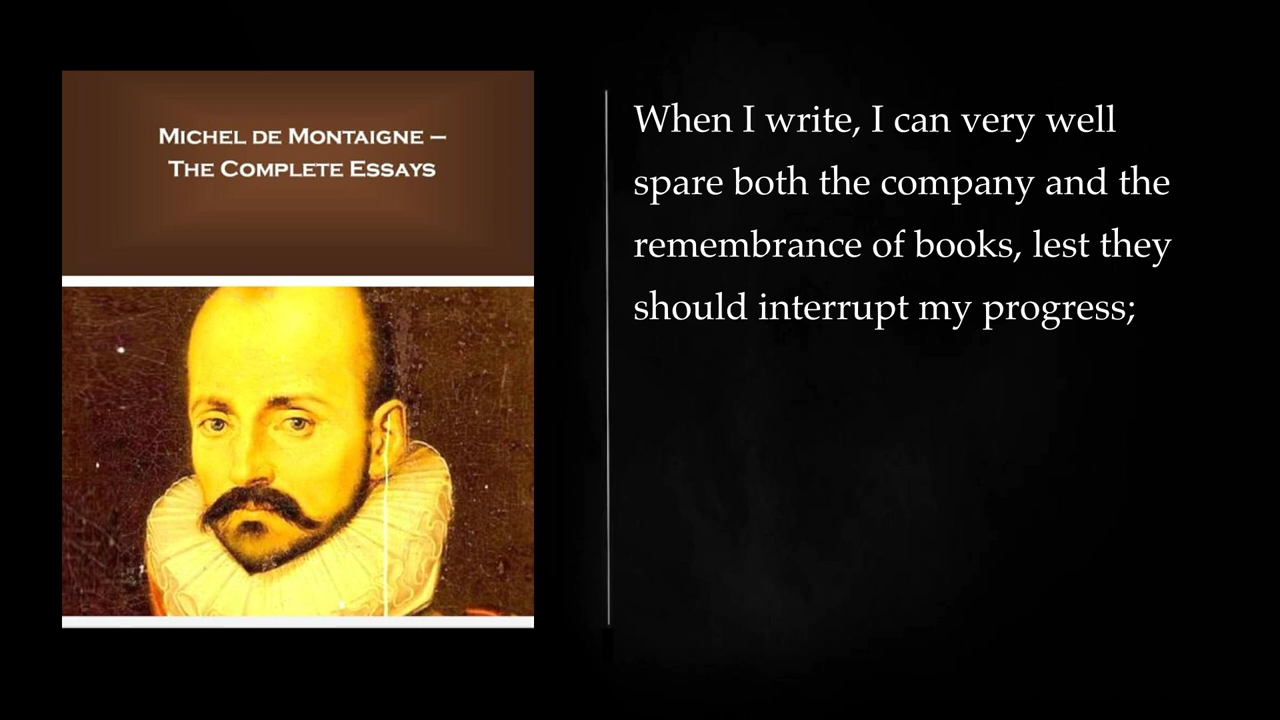 MICHEL DE MONTAIGNE –
THE COMPLETE ESSAYS
When I write, I can very well
spare both the company and the
remembrance of books, lest they
should interrupt my progress;